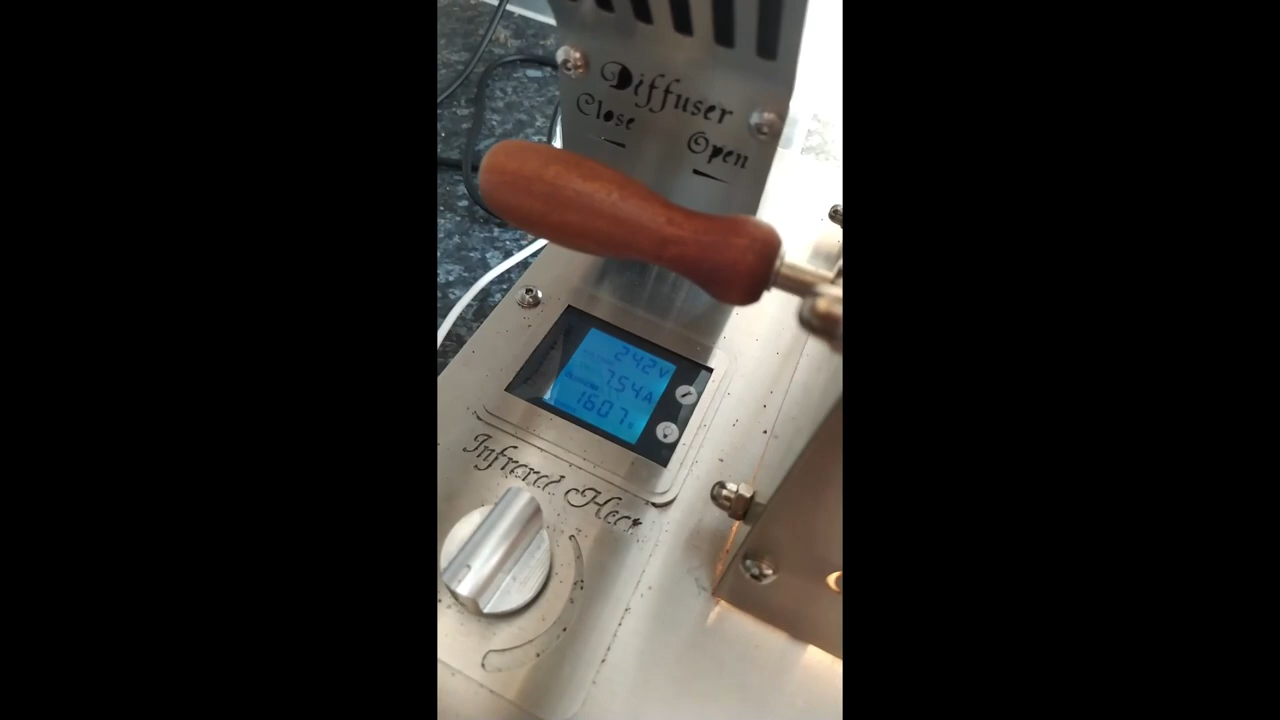 Diffuser
Close
Open
242V
7.54A
1607
Infrared Heat